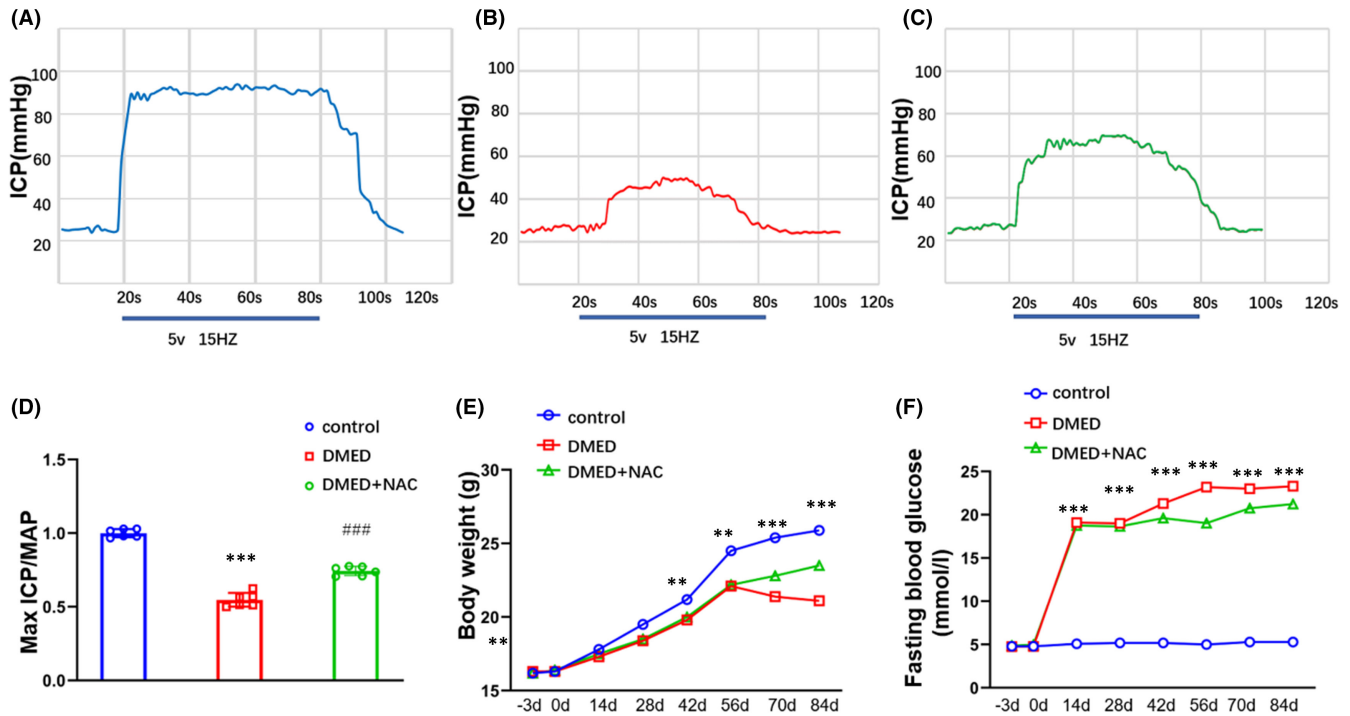 (A)
ICP(mmHg)
100
80
60
40
20
20s 40s 60s 80s 100s 120s
5v 15HZ
(B)
ICP(mmHg)
100
80
60
40
20
20s 40s 60s 80s 100s 120s
5v 15HZ
(C)
ICP(mmHg)
100
80
60
40
20
20s 40s 60s 80s 100s 120s
5v 15HZ
(D)
control
DMED
DMED+NAC
Max ICP/MAP
1.5
1.0
0.5
0.0
***
###
(E)
control
DMED
DMED+NAC
Body weight (g)
30
25
20
15
**
**
**
***
***
-3d 0d 14d 28d 42d 56d 70d 84d
(F)
control
DMED
DMED+NAC
Fasting blood glucose
(mmol/l)
25
20
15
10
5
0
***
***
***
***
***
***
-3d 0d 14d 28d 42d 56d 70d 84d